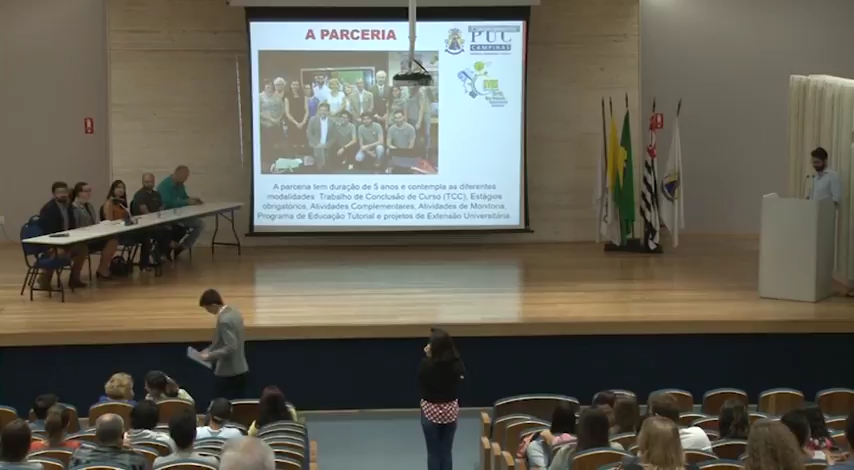 A PARCERIA
PUC
CAMPINAS
A parceria tem duração de 5 anos e contempla as diferentes
modalidades: Trabalho de Conclusão de Curso (TCC), Estágios
obrigatórios, Atividades Complementares, Atividades de Monitoria,
Programa de Educação Tutorial e projetos de Extensão Universitária.